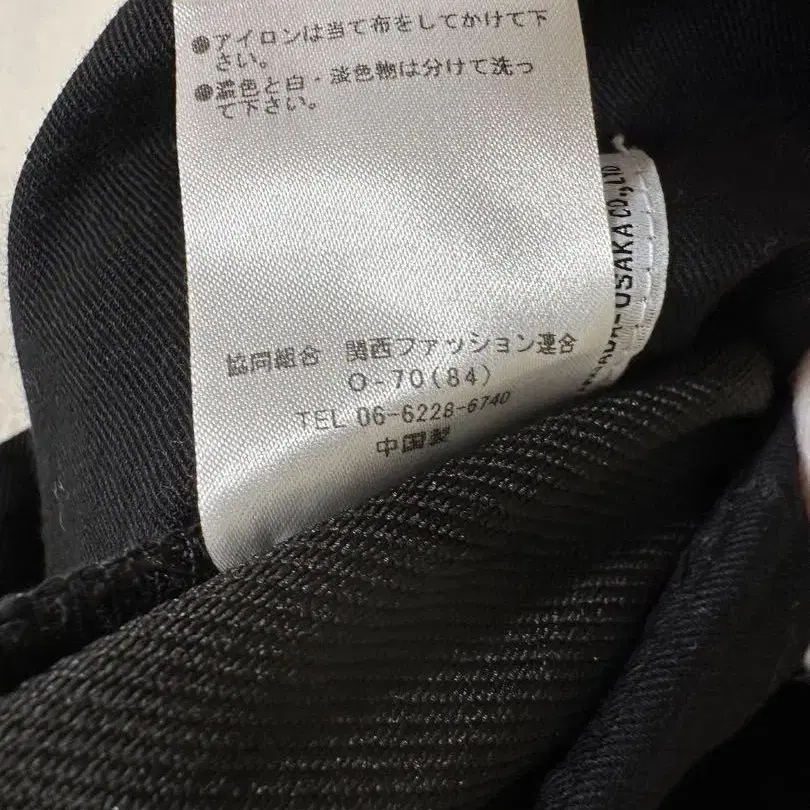 ●アイロンは当て布をしてかけて下
さい。
●濃色と白・淡色物は分けて洗っ
て下さい。
協同組合 関西ファッション連合
O-70(84)
TEL 06-6228-6740
中国製
OSAKA CO.,LTD